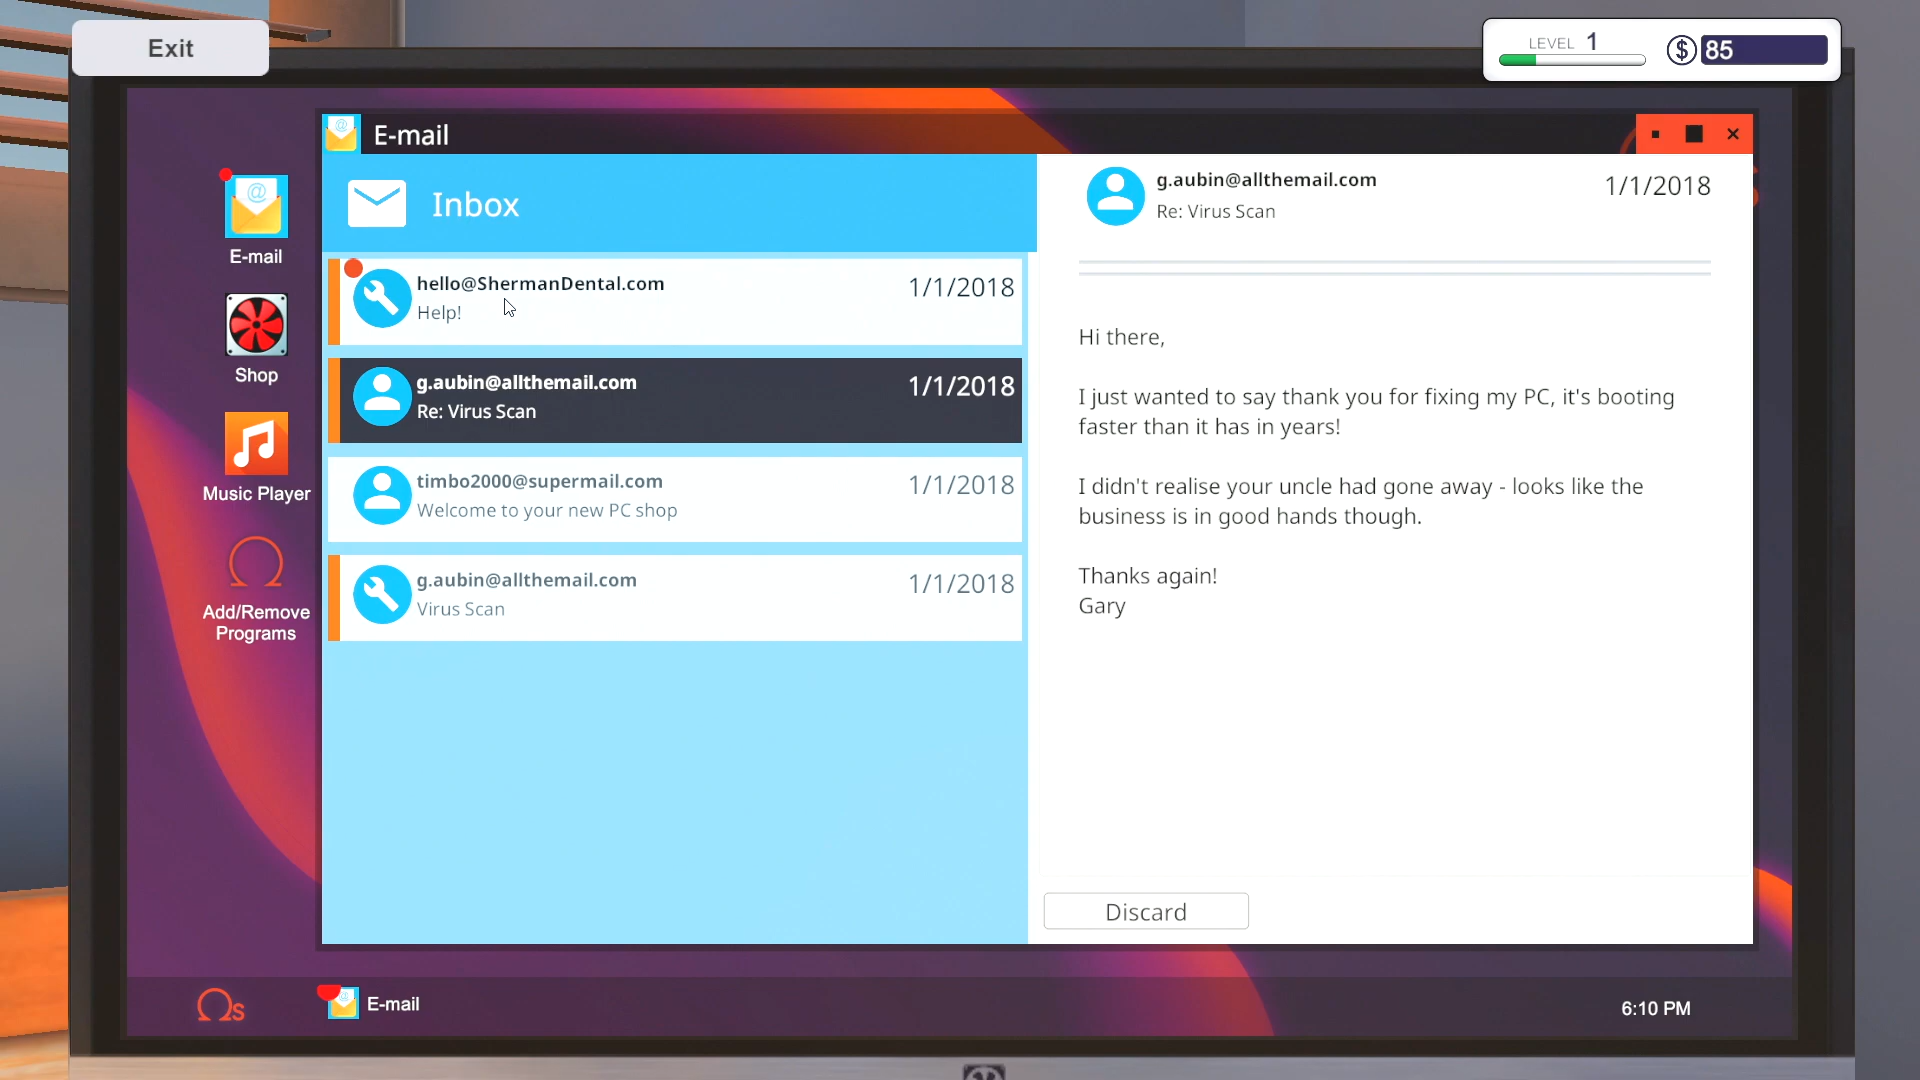 Exit
LEVEL 1
$ 85
E-mail
E-mail
Shop
Music Player
Add/Remove
Programs
Inbox
hello@ShermanDental.com
1/1/2018
Help!
g.aubin@allthemail.com
1/1/2018
Re: Virus Scan
timbo2000@supermail.com
1/1/2018
Welcome to your new PC shop
g.aubin@allthemail.com
1/1/2018
Virus Scan
g.aubin@allthemail.com
1/1/2018
Re: Virus Scan
Hi there,
I just wanted to say thank you for fixing my PC, it's booting
faster than it has in years!
I didn't realise your uncle had gone away - looks like the
business is in good hands though.
Thanks again!
Gary
Discard
Ωs
E-mail
6:10 PM